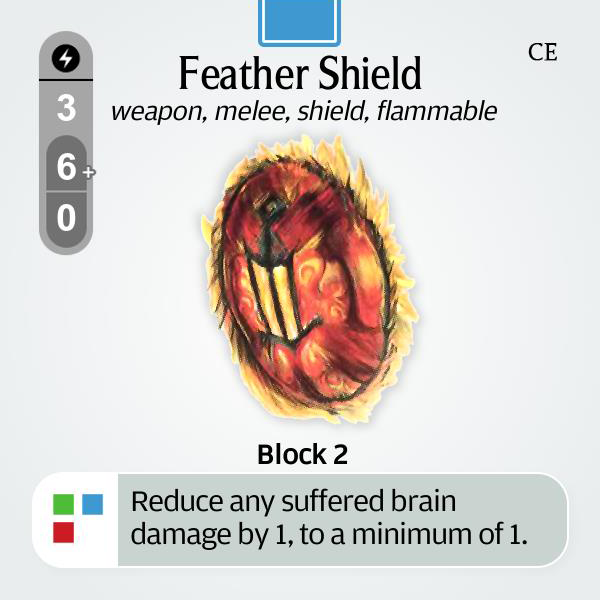 Feather Shield
CE
weapon, melee, shield, flammable
3
6+
0
Block 2
Reduce any suffered brain
damage by 1, to a minimum of 1.